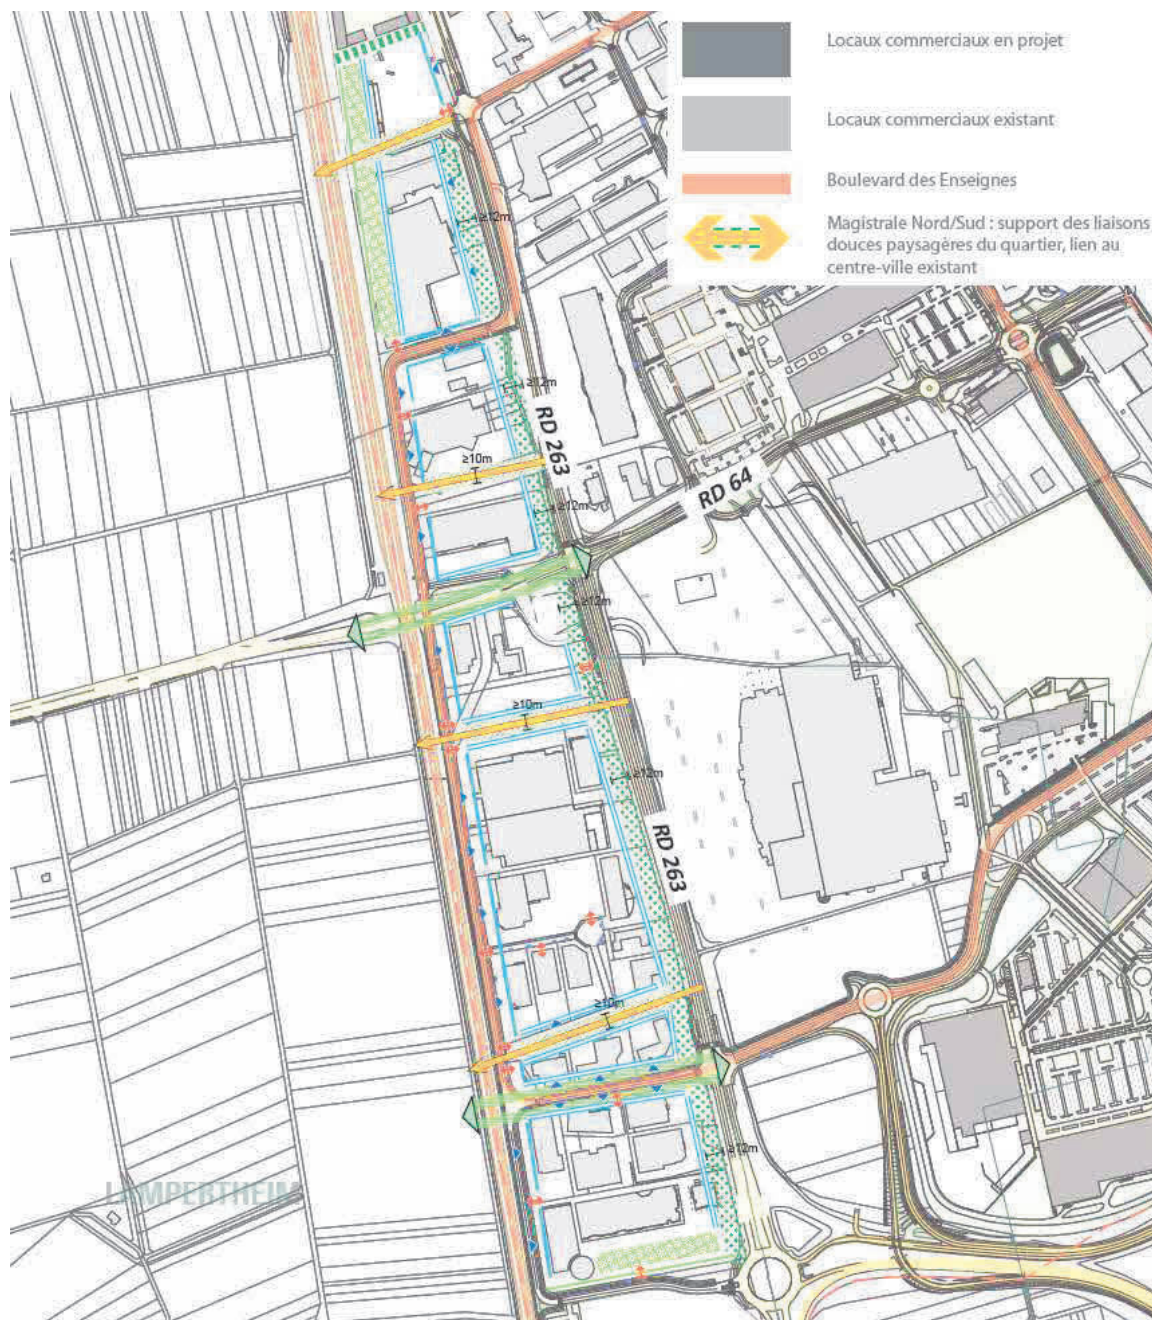 Locaux commerciaux en projet
Locaux commerciaux existant
Boulevard des Enseignes
Magistrale Nord/Sud : support des liaisons
douces paysagères du quartier, lien au
centre-ville existant
≥12m
≥12m
RD 263
≥10m
RD 64
≥12m
≥12m
≥10m
≥12m
RD 263
≥10m
≥12m
LAMPERTHEIM